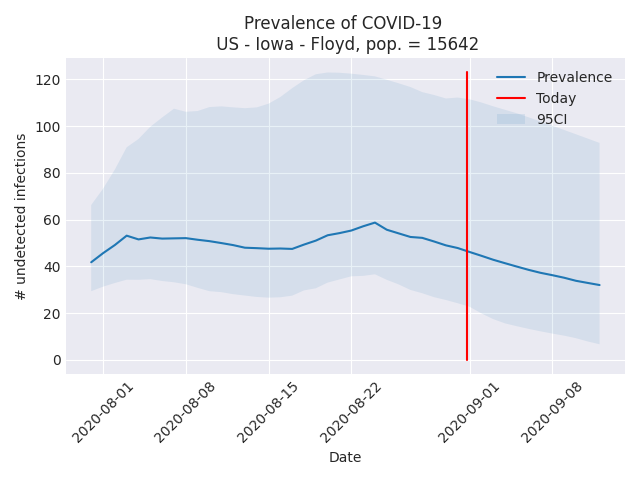 Prevalence of COVID-19
US - Iowa - Floyd, pop. = 15642
# undetected infections
120
100
80
60
40
20
0
Prevalence
Today
95CI
2020-08-01
2020-08-08
2020-08-15
2020-08-22
2020-09-01
2020-09-08
Date